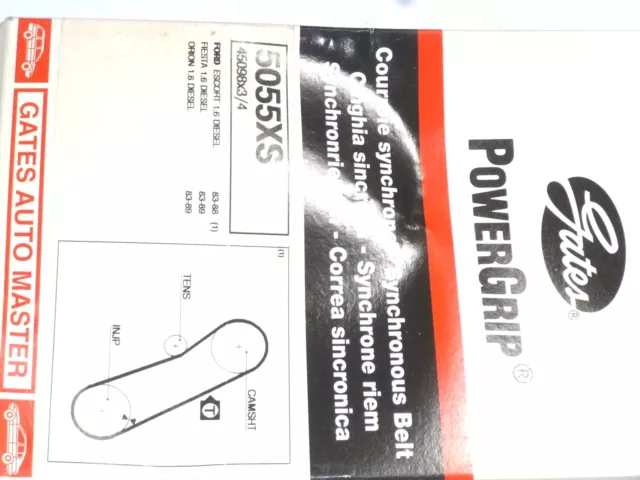 Gates®
POWERGRIP®
Synchronous Belt
Synchrone riem
- Correa sincronica
GATES AUTO MASTER
5055XS
45098x3/4
FORD ESCORT 1.6 DIESEL 83-88 (1)
FIESTA 1.6 DIESEL 83-89
ORION 1.6 DIESEL 83-89
(1)
CAMSHT
T
TENS
INJP